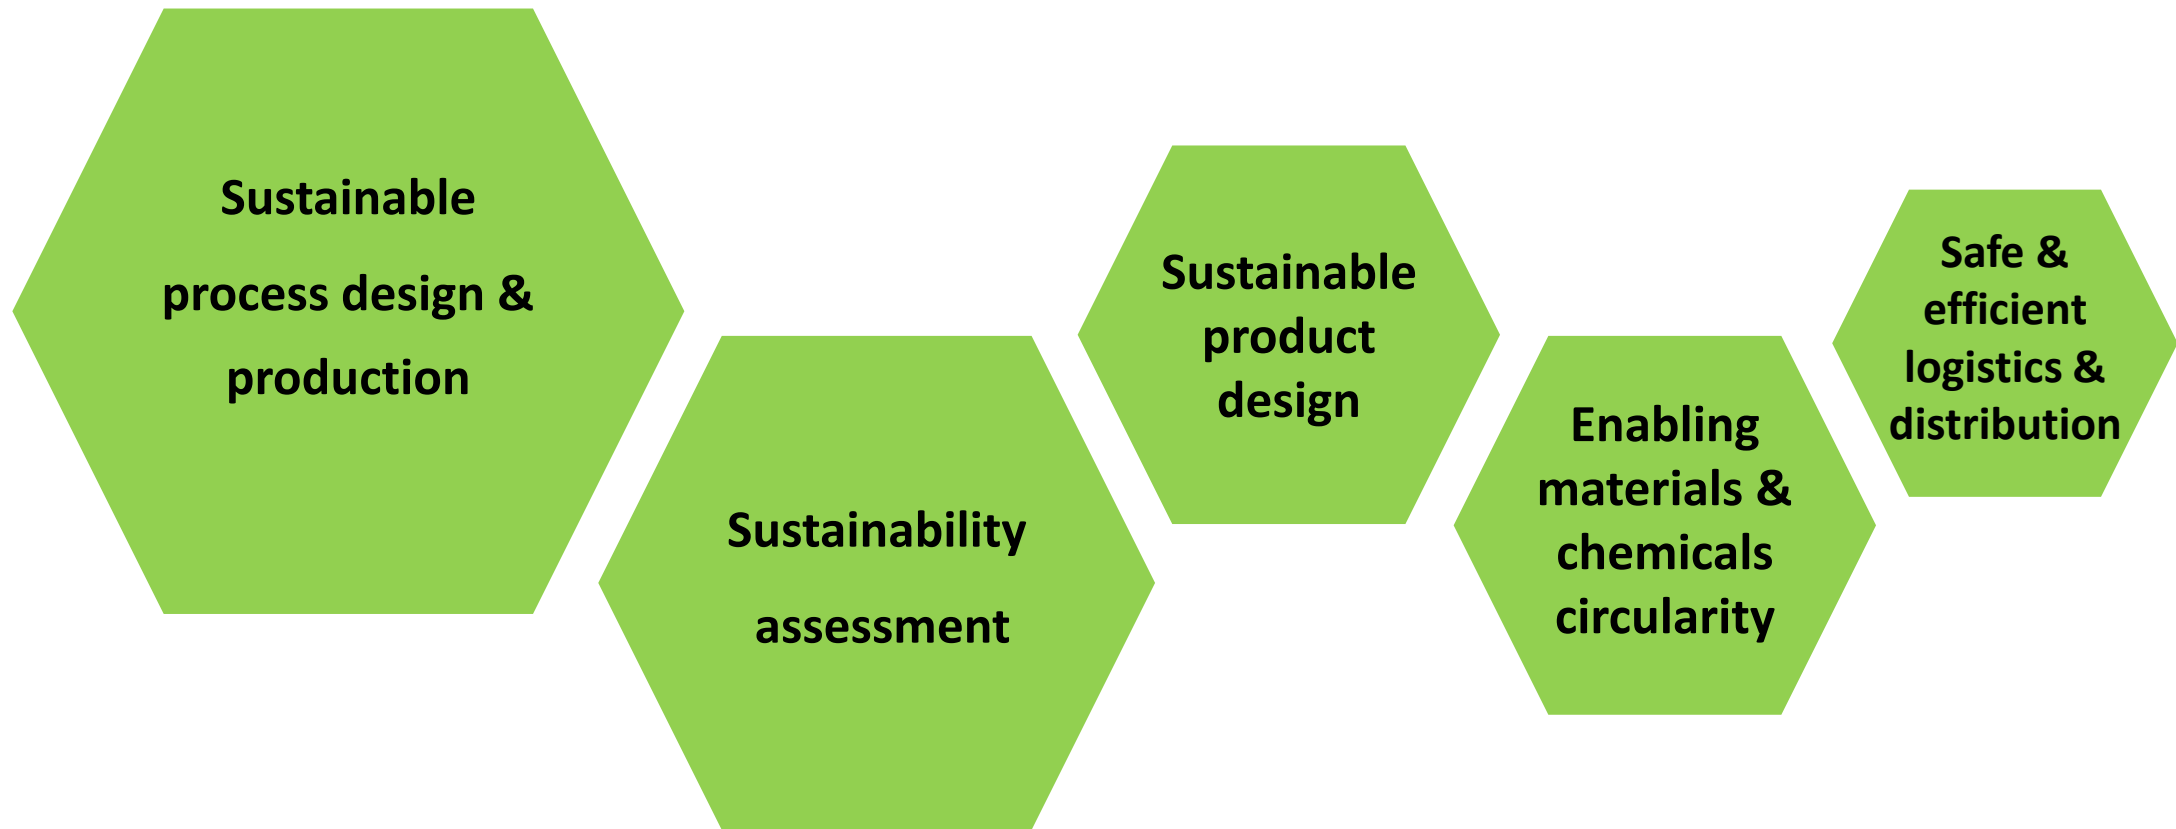 Sustainable
process design &
production
Sustainability
assessment
Sustainable
product
design
Enabling
materials &
chemicals
circularity
Safe &
efficient
logistics &
distribution